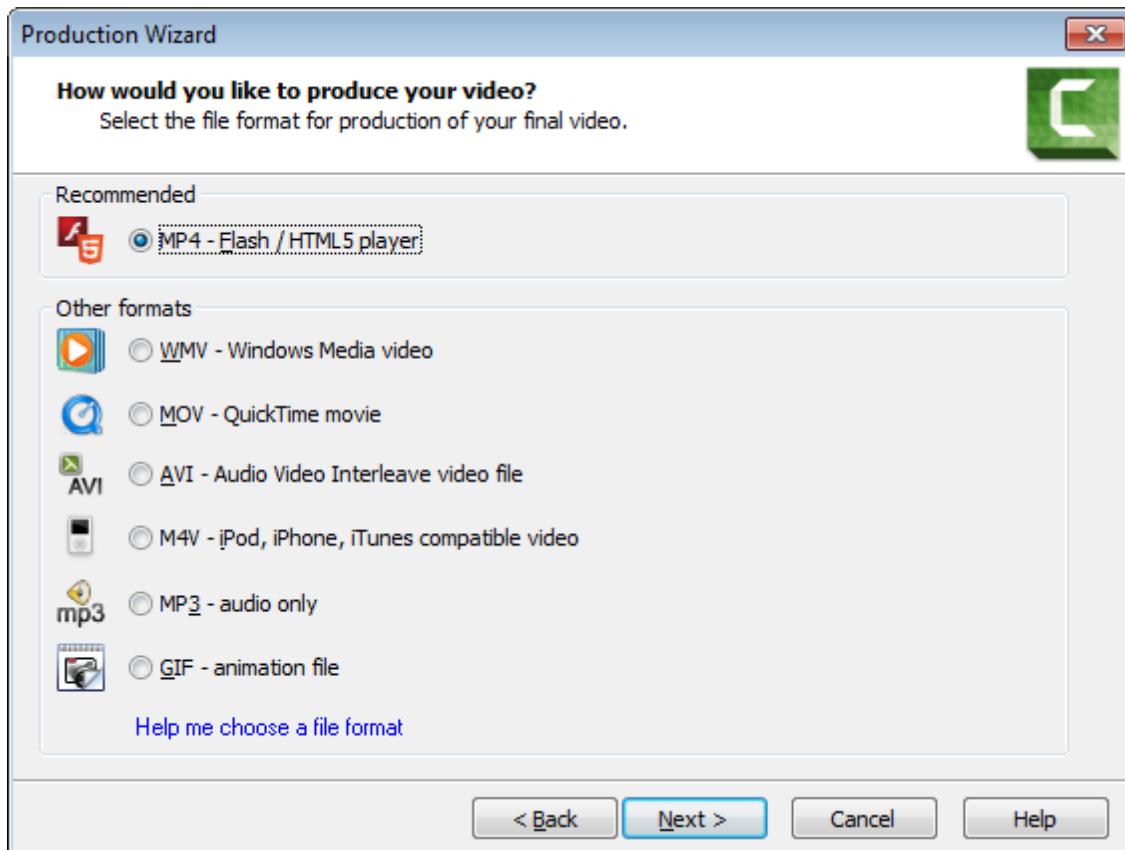 Production Wizard
How would you like to produce your video?
Select the file format for production of your final video.
Recommended
5
MP4 - Flash / HTML5 player
Other formats
WMV - Windows Media video
MOV - QuickTime movie
AVI
AVI - Audio Video Interleave video file
M4V - iPod, iPhone, iTunes compatible video
mp3
MP3 - audio only
GIF - animation file
Help me choose a file format
< Back
Next >
Cancel
Help